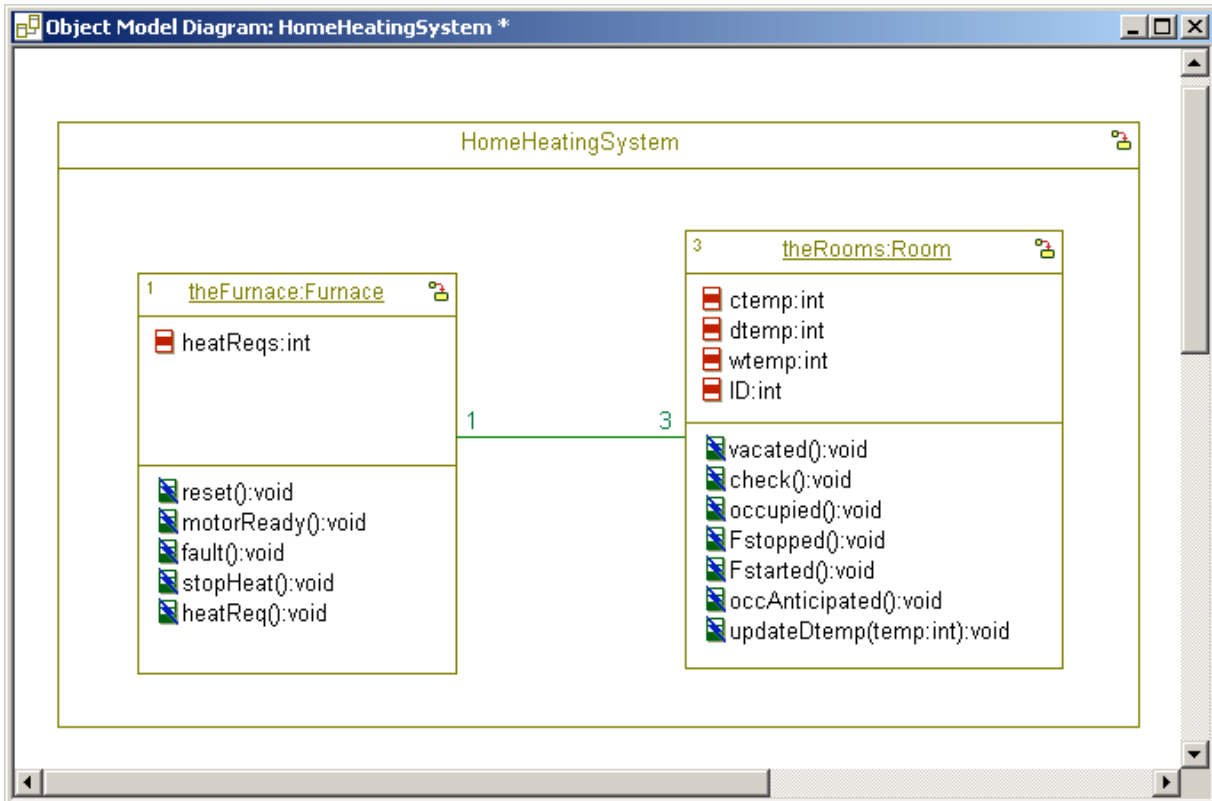 Object Model Diagram: HomeHeatingSystem *
HomeHeatingSystem
1 theFurnace:Furnace
heatReqs:int
reset():void
motorReady():void
fault():void
stopHeat():void
heatReq():void
1 3
3 theRooms:Room
ctemp:int
dtemp:int
wtemp:int
ID:int
vacated():void
check():void
occupied():void
Fstopped():void
Fstarted():void
occAnticipated():void
updateDtemp(temp:int):void